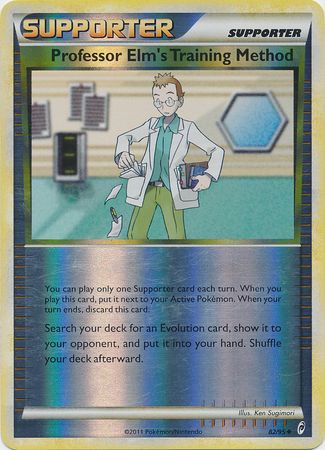 SUPPORTER
SUPPORTER
Professor Elm's Training Method
You can play only one Supporter card each turn. When you
play this card, put it next to your Active Pokémon. When your
turn ends, discard this card.
Search your deck for an Evolution card, show it to
your opponent, and put it into your hand. Shuffle
your deck afterward.
Illus. Ken Sugimori
©2011 Pokémon/Nintendo
82/95